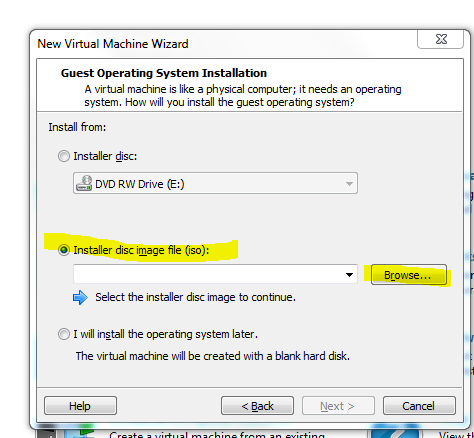 New Virtual Machine Wizard
Guest Operating System Installation
A virtual machine is like a physical computer; it needs an operating
system. How will you install the guest operating system?
Install from:
Installer disc:
DVD RW Drive (E:)
Installer disc image file (iso):
Browse...
Select the installer disc image to continue.
I will install the operating system later.
The virtual machine will be created with a blank hard disk.
Help
< Back
Next >
Cancel
Create a virtual machine from an existing
View th